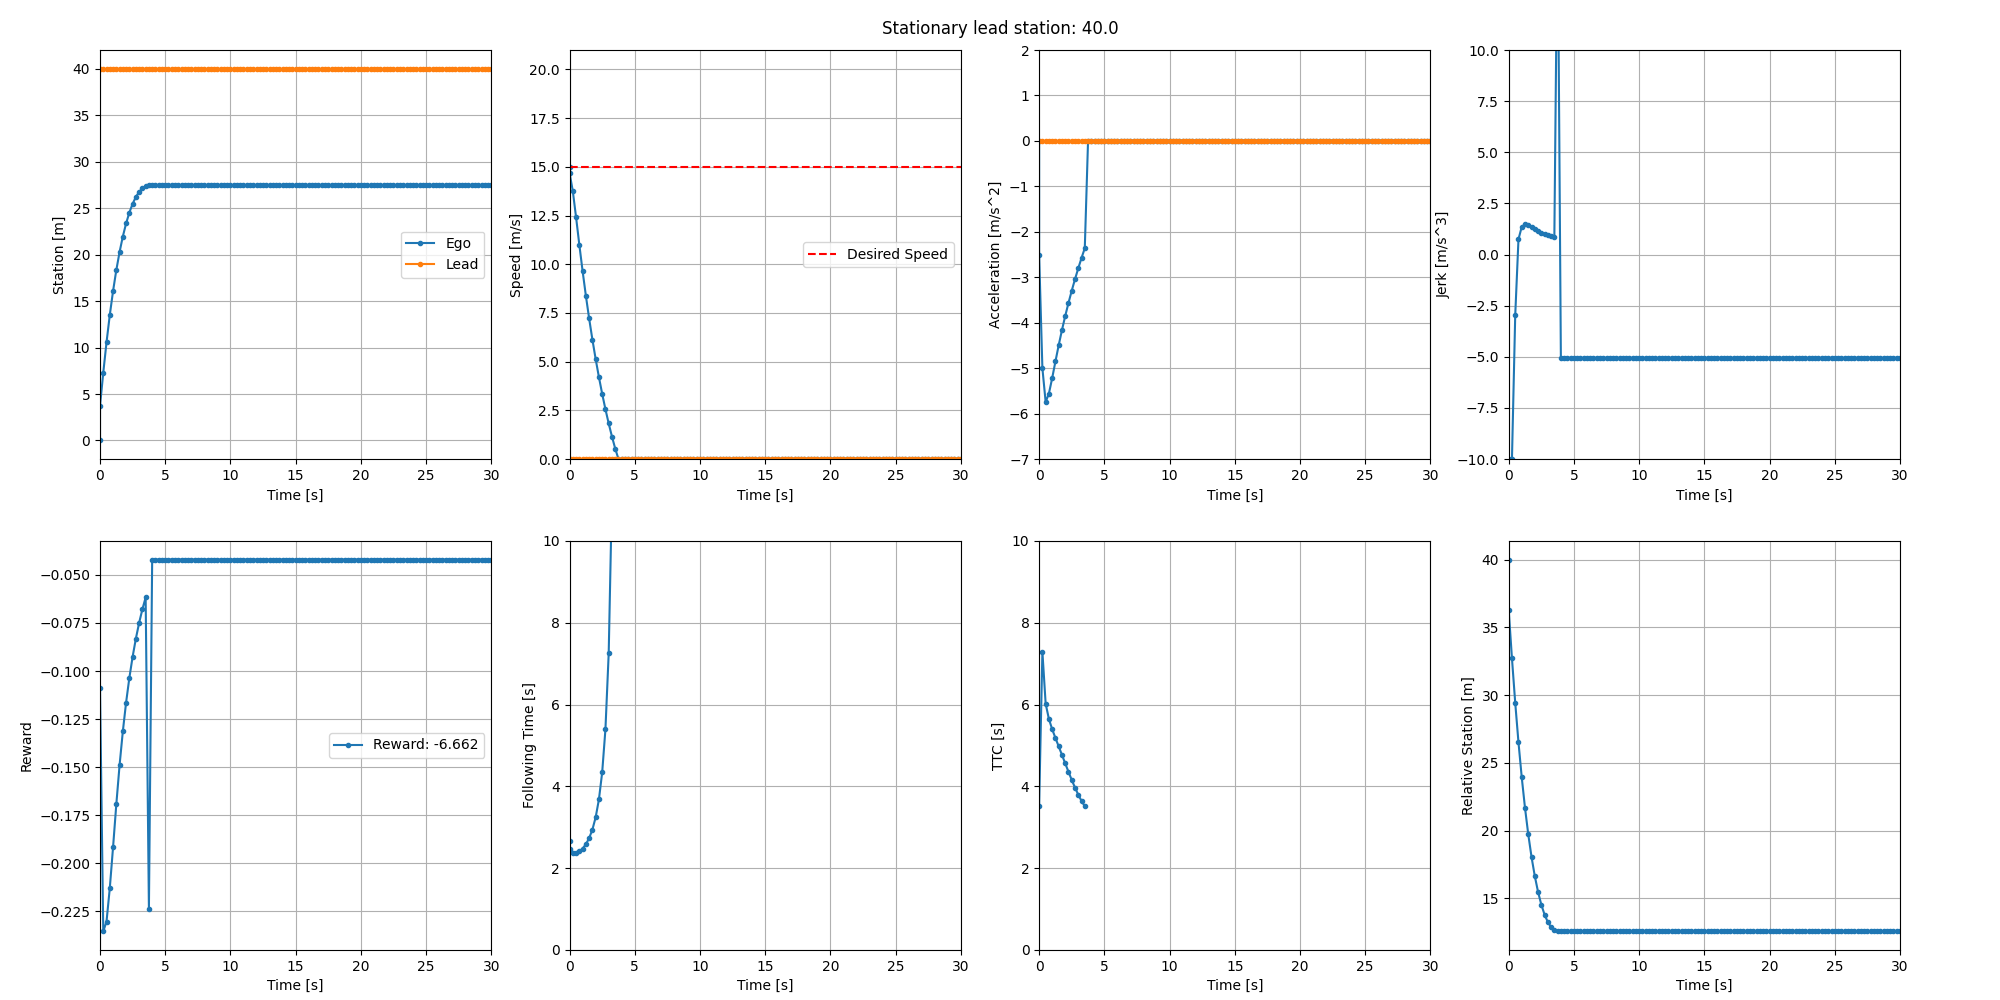 Stationary lead station: 40.0
Station [m]
40
35
30
25
20
15
10
5
0
Ego
Lead
0 5 10 15 20 25 30
Time [s]
Speed [m/s]
20.0
17.5
15.0
12.5
10.0
7.5
5.0
2.5
0.0
Desired Speed
0 5 10 15 20 25 30
Time [s]
Acceleration [m/s^2]
2
1
0
−1
−2
−3
−4
−5
−6
−7
0 5 10 15 20 25 30
Time [s]
Jerk [m/s^3]
10.0
7.5
5.0
2.5
0.0
−2.5
−5.0
−7.5
−10.0
0 5 10 15 20 25 30
Time [s]
Reward
−0.050
−0.075
−0.100
−0.125
−0.150
−0.175
−0.200
−0.225
Reward: -6.662
0 5 10 15 20 25 30
Time [s]
Following Time [s]
10
8
6
4
2
0
0 5 10 15 20 25 30
Time [s]
TTC [s]
10
8
6
4
2
0
0 5 10 15 20 25 30
Time [s]
Relative Station [m]
40
35
30
25
20
15
0 5 10 15 20 25 30
Time [s]